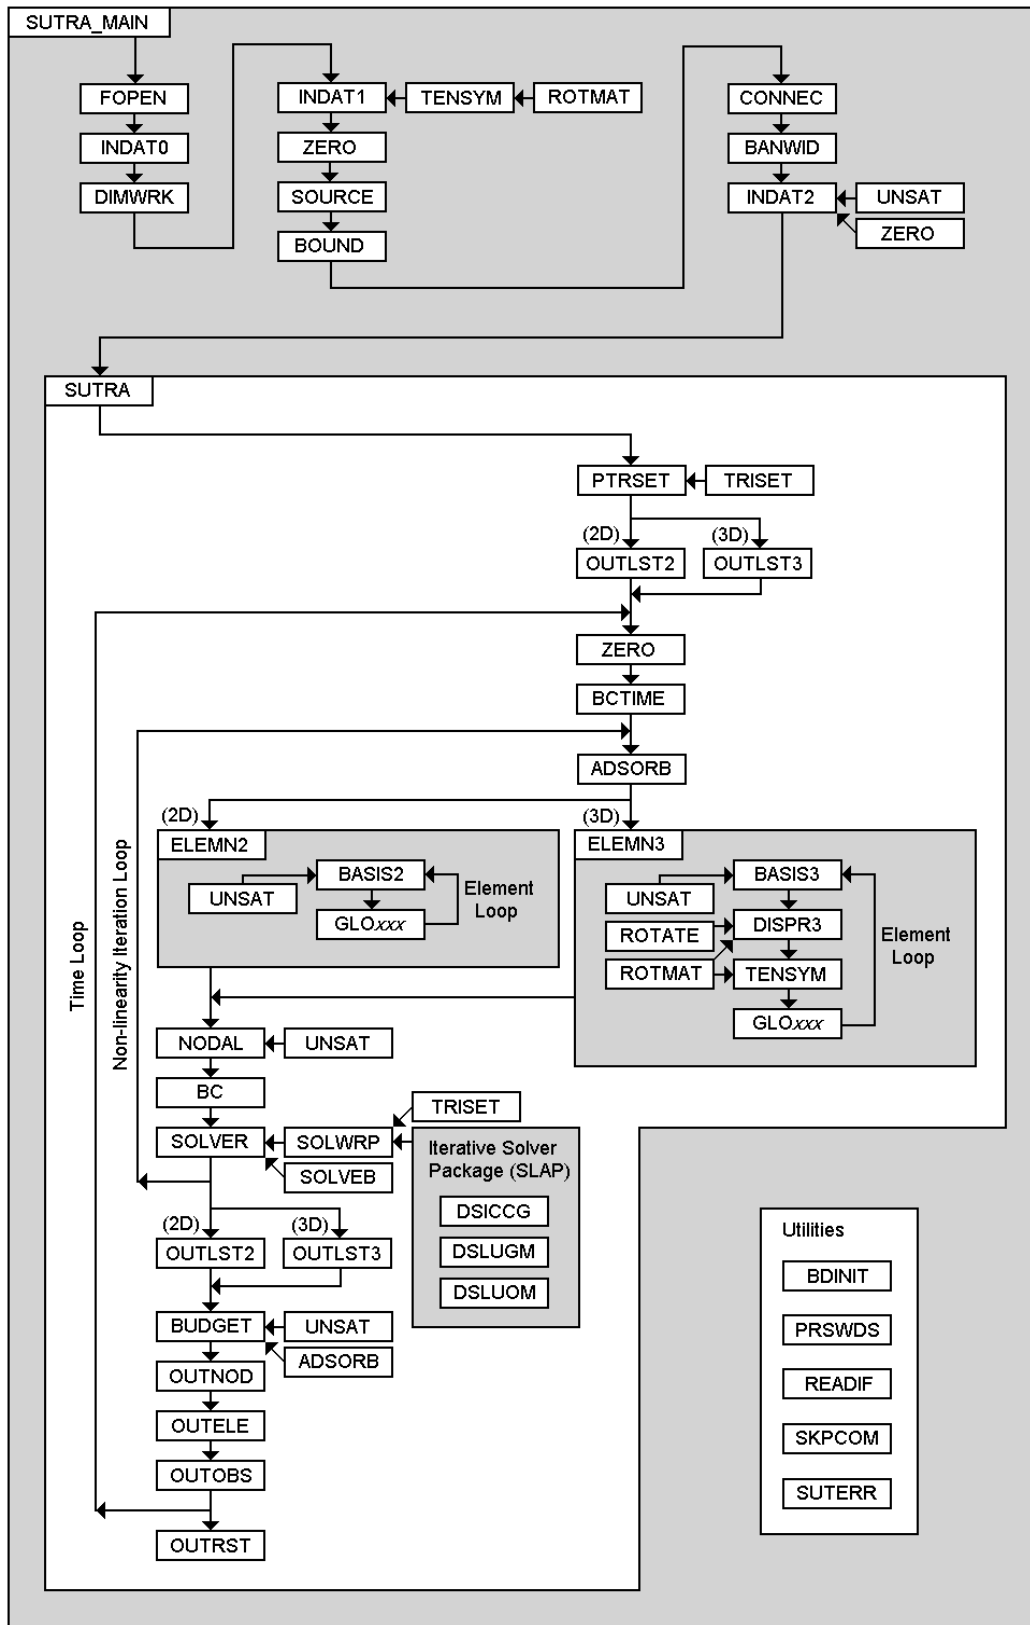 SUTRA_MAIN
FOPEN
INDAT0
DIMWRK
INDAT1
TENSYM
ROTMAT
ZERO
SOURCE
BOUND
CONNEC
BANWID
INDAT2
UNSAT
ZERO
SUTRA
PTRSET
TRISET
(2D)
(3D)
OUTLST2
OUTLST3
ZERO
BCTIME
ADSORB
Time Loop
Non-linearity Iteration Loop
(2D)
(3D)
ELEMN2
BASIS2
UNSAT
GLOxxx
Element
Loop
ELEMN3
BASIS3
UNSAT
ROTATE
DISPR3
ROTMAT
TENSYM
GLOxxx
Element
Loop
NODAL
UNSAT
BC
TRISET
SOLVER
SOLWRP
SOLVEB
Iterative Solver
Package (SLAP)
DSICCG
DSLUGM
DSLUOM
(2D)
(3D)
OUTLST2
OUTLST3
BUDGET
UNSAT
ADSORB
OUTNOD
OUTELE
OUTOBS
OUTRST
Utilities
BDINIT
PRSWDS
READIF
SKPCOM
SUTERR